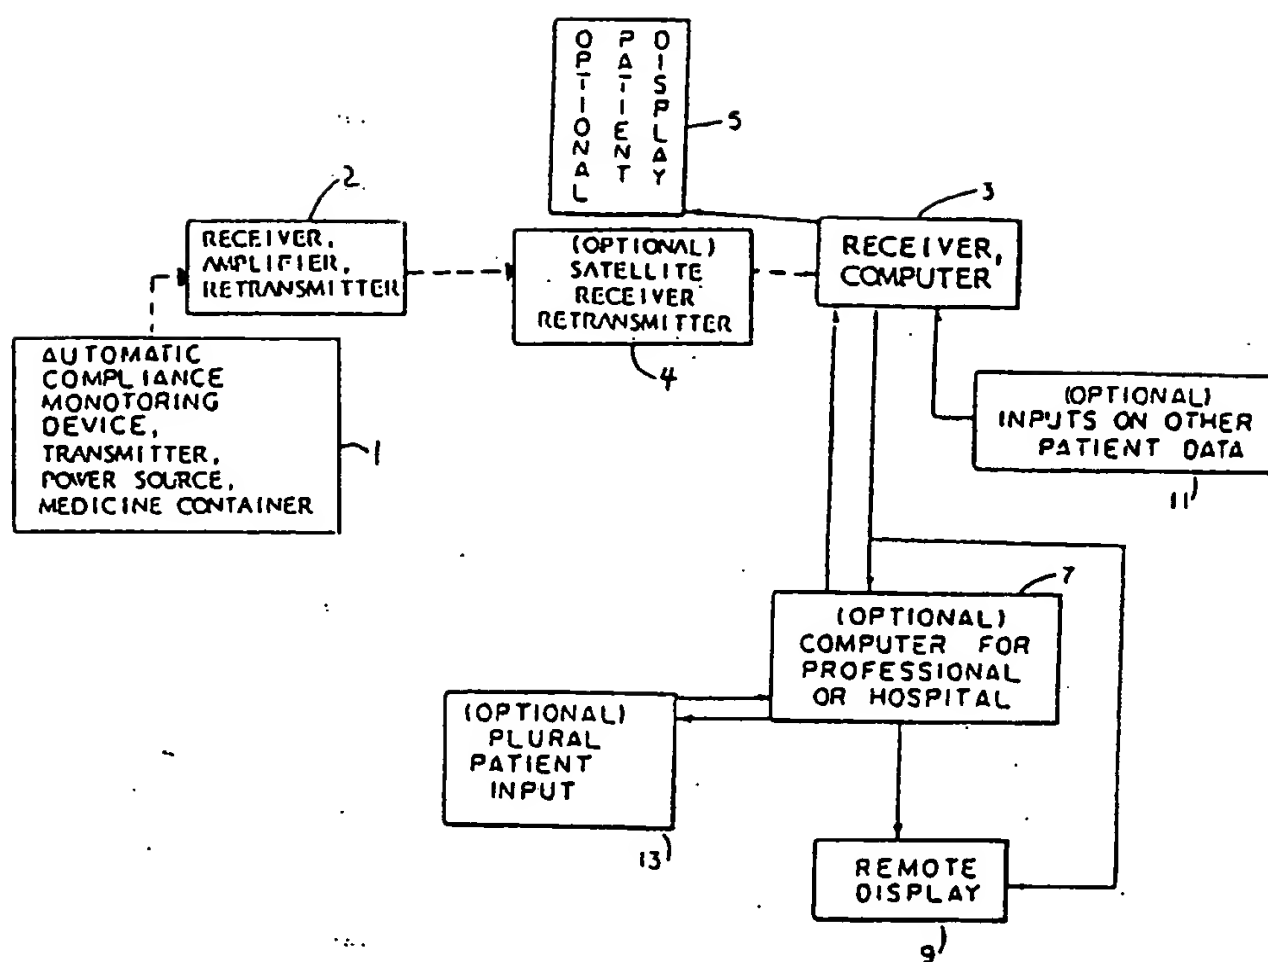 OPTIONAL
PATIENT
DISPLAY
5
2
RECEIVER,
AMPLIFIER,
RETRANSMITTER
(OPTIONAL)
SATELLITE
RECEIVER
RETRANSMITTER
4
3
RECEIVER,
COMPUTER
AUTOMATIC
COMPLIANCE
MONOTORING
DEVICE,
TRANSMITTER,
POWER SOURCE,
MEDICINE CONTAINER
1
(OPTIONAL)
INPUTS ON OTHER
PATIENT DATA
11
7
(OPTIONAL)
COMPUTER FOR
PROFESSIONAL
OR HOSPITAL
(OPTIONAL)
PLURAL
PATIENT
INPUT
13
REMOTE
DISPLAY
9